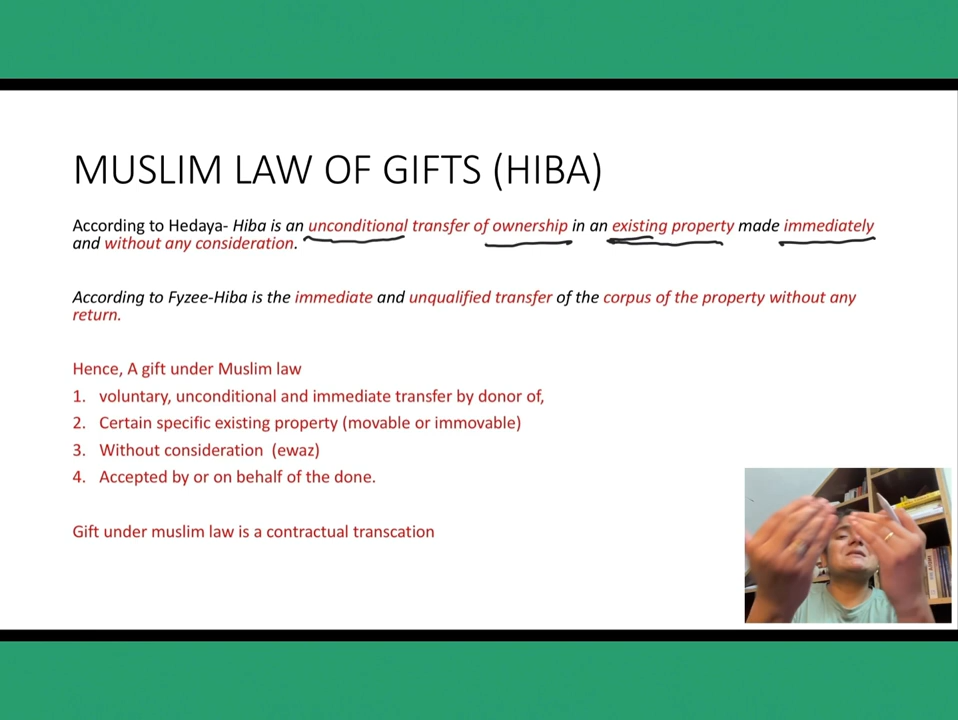 MUSLIM LAW OF GIFTS (HIBA)
According to Hedaya- Hiba is an unconditional transfer of ownership in an existing property made immediately
and without any consideration.
According to Fyzee-Hiba is the immediate and unqualified transfer of the corpus of the property without any
return.
Hence, A gift under Muslim law
1. voluntary, unconditional and immediate transfer by donor of,
2. Certain specific existing property (movable or immovable)
3. Without consideration (ewaz)
4. Accepted by or on behalf of the done.
Gift under muslim law is a contractual transcation